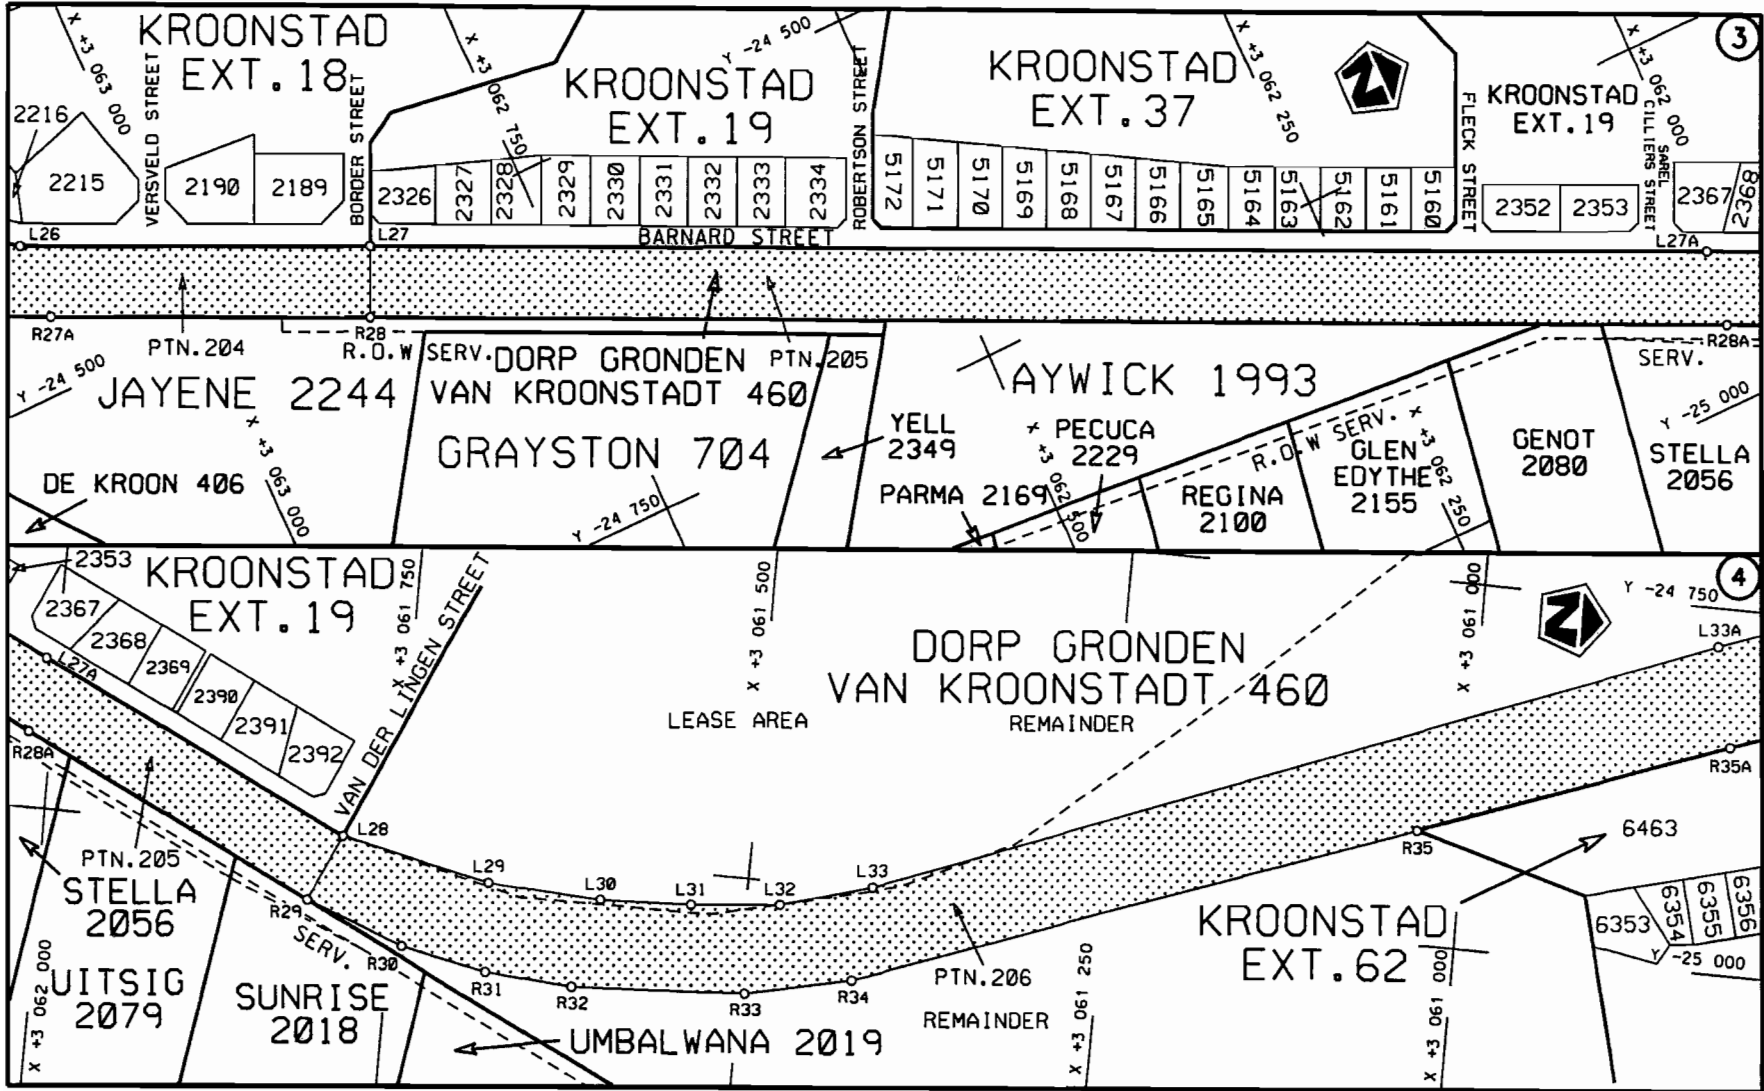 X +3 063 000
KROONSTAD
EXT.18
VERSVELD STREET
BORDER STREET
2216
2215
2190
2189
X +3 062 750
Y -24 500
KROONSTAD
EXT.19
ROBERTSON STREET
2326
2327
2328
2329
2330
2331
2332
2333
2334
KROONSTAD
EXT.37
X +3 062 250
N
5172
5171
5170
5169
5168
5167
5166
5165
5164
5163
5162
5161
5160
FLECK STREET
KROONSTAD
EXT.19
X +3 062 000
SAREL
CILLIERS STREET
3
2352
2353
2367
2368
L26
L27
BARNARD STREET
L27A
R27A
R28
R28A
PTN.204
R.O.W SERV.
Y -24 500
JAYENE 2244
X +3 063 000
DE KROON 406
DORP GRONDEN
VAN KROONSTADT 460
PTN.205
GRAYSTON 704
Y -24 750
YELL
2349
AYWICK 1993
X +3 062 500
PECUCA
2229
PARMA 2169
R.O.W SERV.
REGINA
2100
GLEN
EDYTHE
2155
X +3 062 250
GENOT
2080
SERV.
Y -25 000
STELLA
2056
2353
KROONSTAD
EXT.19
2367
2368
2369
2390
2391
2392
X +3 061 750
VAN DER LINGEN STREET
X +3 061 500
LEASE AREA
DORP GRONDEN
VAN KROONSTADT 460
REMAINDER
X +3 061 000
N
Y -24 750
4
L33A
L27A
R28A
L28
L29
L30
L31
L32
L33
R35A
R35
6463
PTN.205
STELLA
2056
R29
SERV.
R30
R31
R32
R33
R34
PTN.206
REMAINDER
X +3 061 250
KROONSTAD
EXT.62
X +3 061 000
6353
6354
6355
6356
Y -25 000
X +3 062 000
UITSIG
2079
SUNRISE
2018
UMBALWANA 2019